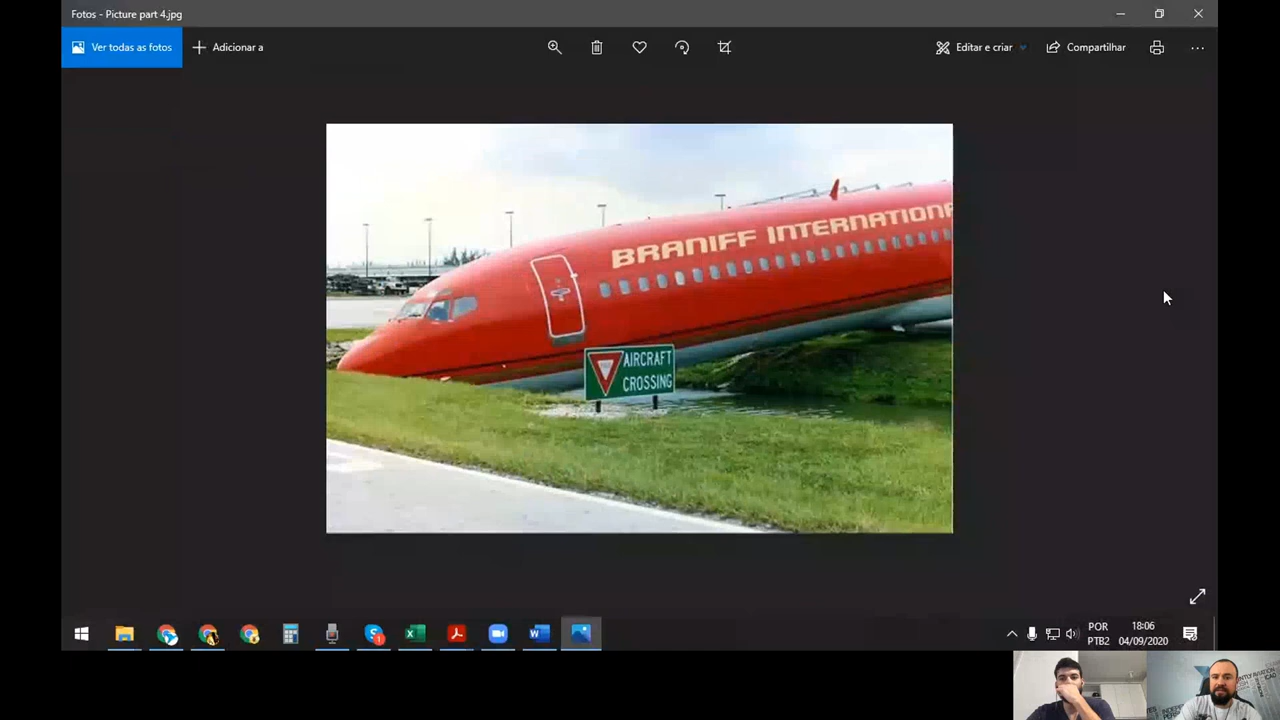 Fotos - Picture part 4.jpg
Ver todas as fotos
Adicionar a
Editar e criar
Compartilhar
BRANIFF INTERNATIONA
AIRCRAFT
CROSSING
POR
PTB2
18:06
04/09/2020